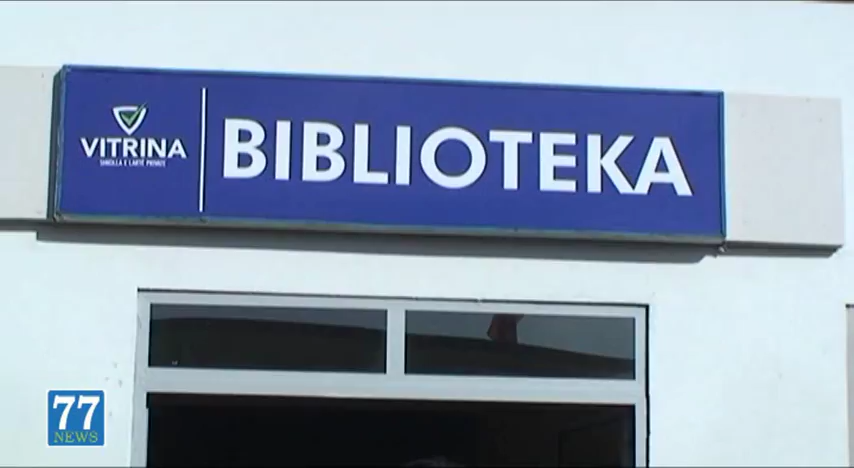 VITRINA
SHKOLLA E LARTË PRIVATE
BIBLIOTEKA
77
NEWS